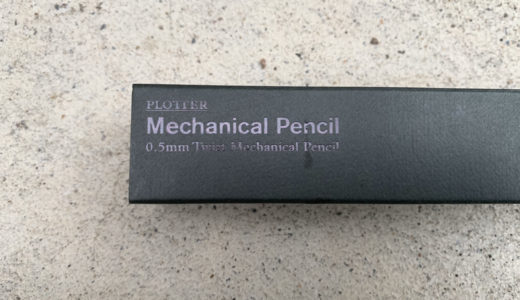 PLOTTER
Mechanical Pencil
0.5mm Twist Mechanical Pencil